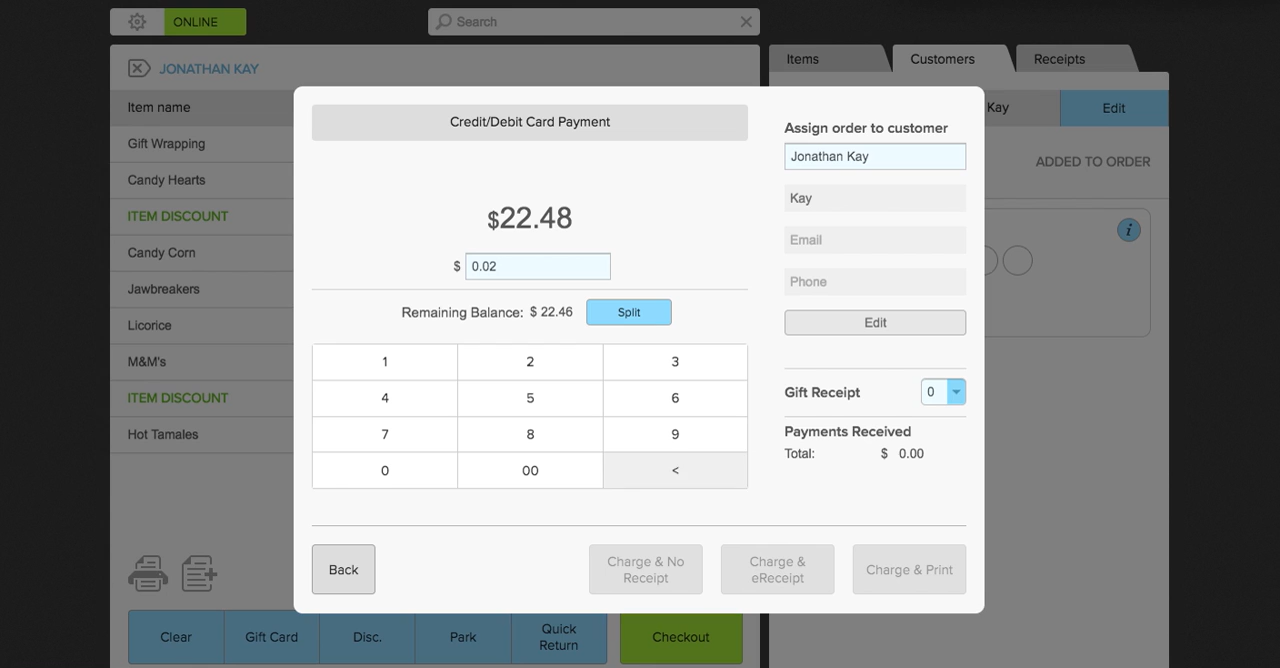 ONLINE
Search
Items
Customers
Receipts
JONATHAN KAY
Kay
Edit
Item name
Gift Wrapping
Candy Hearts
ITEM DISCOUNT
Candy Corn
Jawbreakers
Licorice
M&M's
ITEM DISCOUNT
Hot Tamales
ADDED TO ORDER
i
Credit/Debit Card Payment
$22.48
$ 0.02
Remaining Balance: $ 22.46
Split
1 2 3
4 5 6
7 8 9
0 00 <
Assign order to customer
Jonathan Kay
Kay
Email
Phone
Edit
Gift Receipt 0
Payments Received
Total: $ 0.00
Back
Charge & No
Receipt
Charge &
eReceipt
Charge & Print
Clear
Gift Card
Disc.
Park
Quick
Return
Checkout